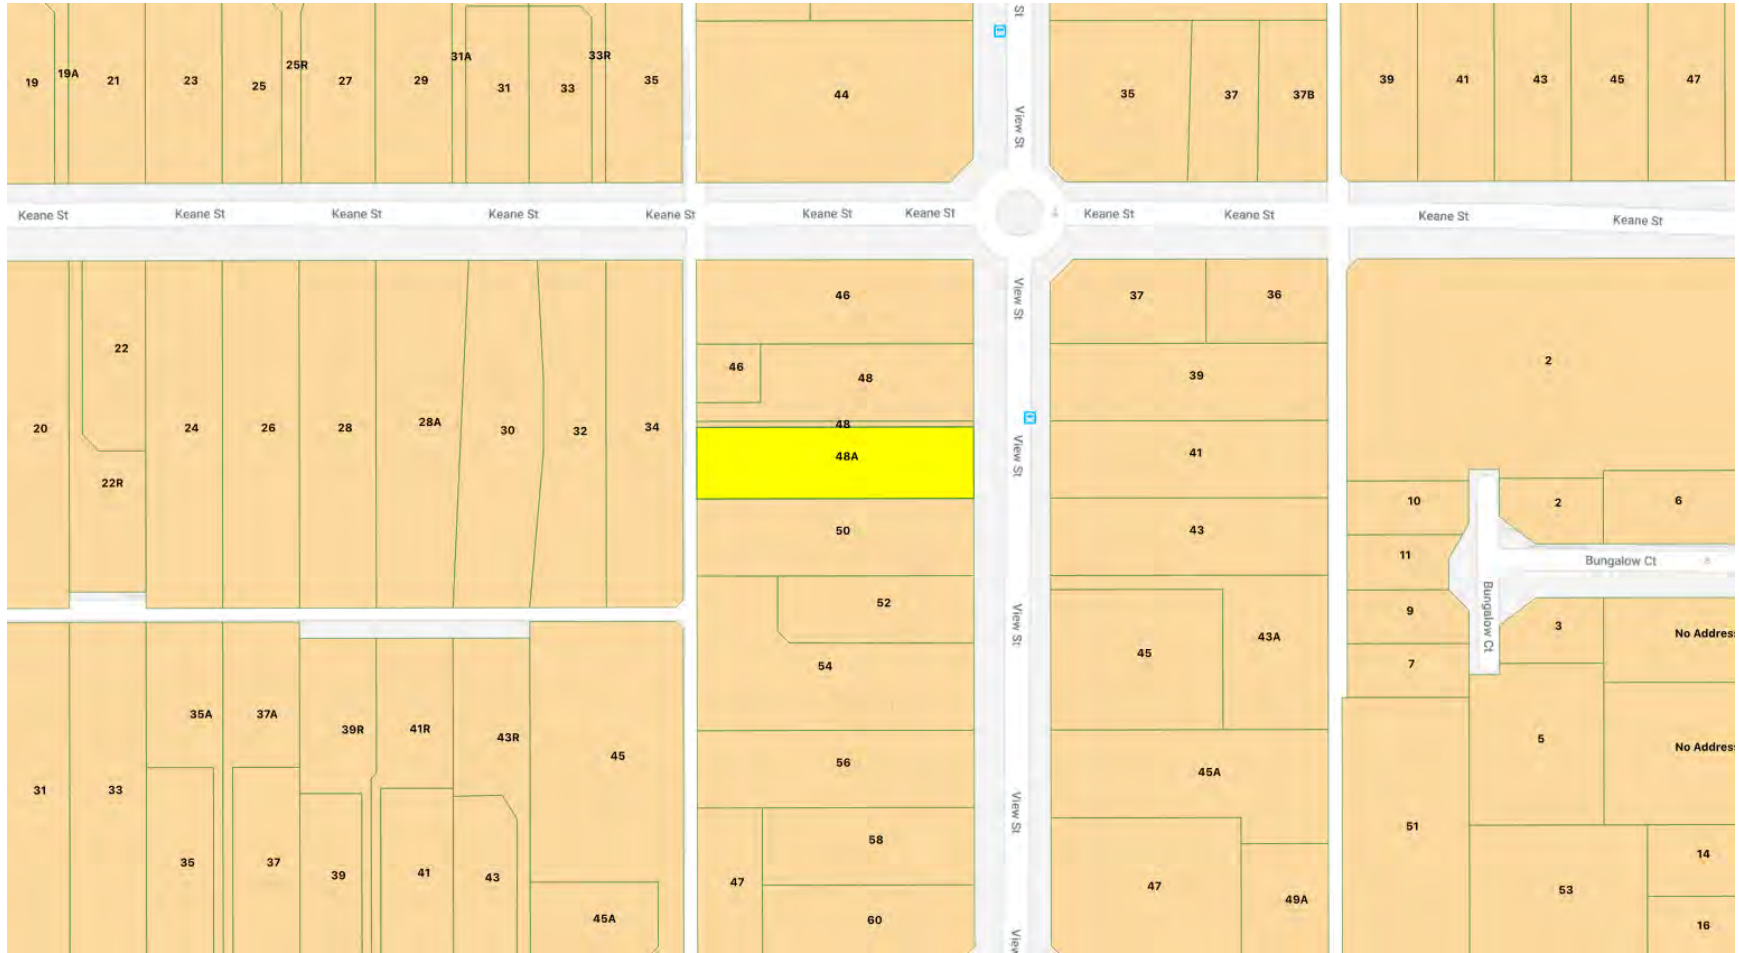 St
19
19A
21
23
25
25R
27
29
31A
31
33
33R
35
44
View St
35
37
37B
39
41
43
45
47
Keane St
Keane St
Keane St
Keane St
Keane St
Keane St
Keane St
Keane St
Keane St
Keane St
Keane St
20
22
22R
24
26
28
28A
30
32
34
46
46
48
48
48A
50
52
54
56
58
60
47
View St
View St
View St
View St
View
37
36
39
41
43
45
43A
45A
47
49A
2
10
2
6
11
Bungalow Ct
Bungalow Ct
9
3
No Addres
7
5
No Addres
51
53
14
16
31
33
35A
37A
39R
41R
43R
45
35
37
39
41
43
45A